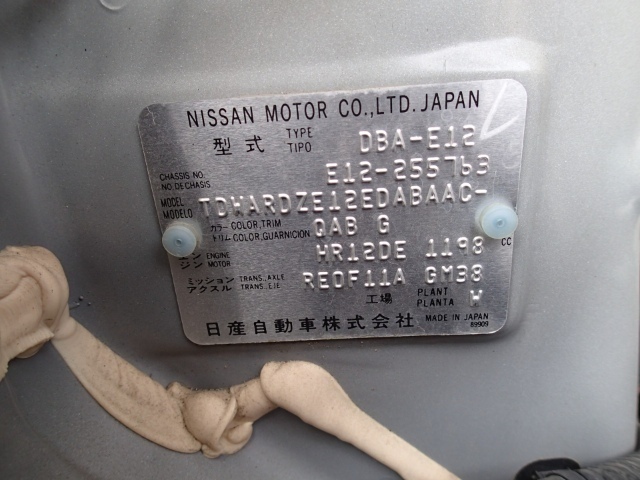 NISSAN MOTOR CO.,LTD. JAPAN
型式 TYPE TIPO DBA-E12
CHASSIS NO. NO DE CHASIS E12-255763
MODEL MODELO TDWARDZE12EDABAAC-
カラー COLOR,TRIM トリム COLOR,GUARNICION QAB G
ジン ENGINE MOTOR HR12DE 1198 CC
ミッション TRANS.,AXLE アクスル TRANS.,EJE RE0F11A GM38
工場 PLANT PLANTA H
日産自動車株式会社 MADE IN JAPAN
89909